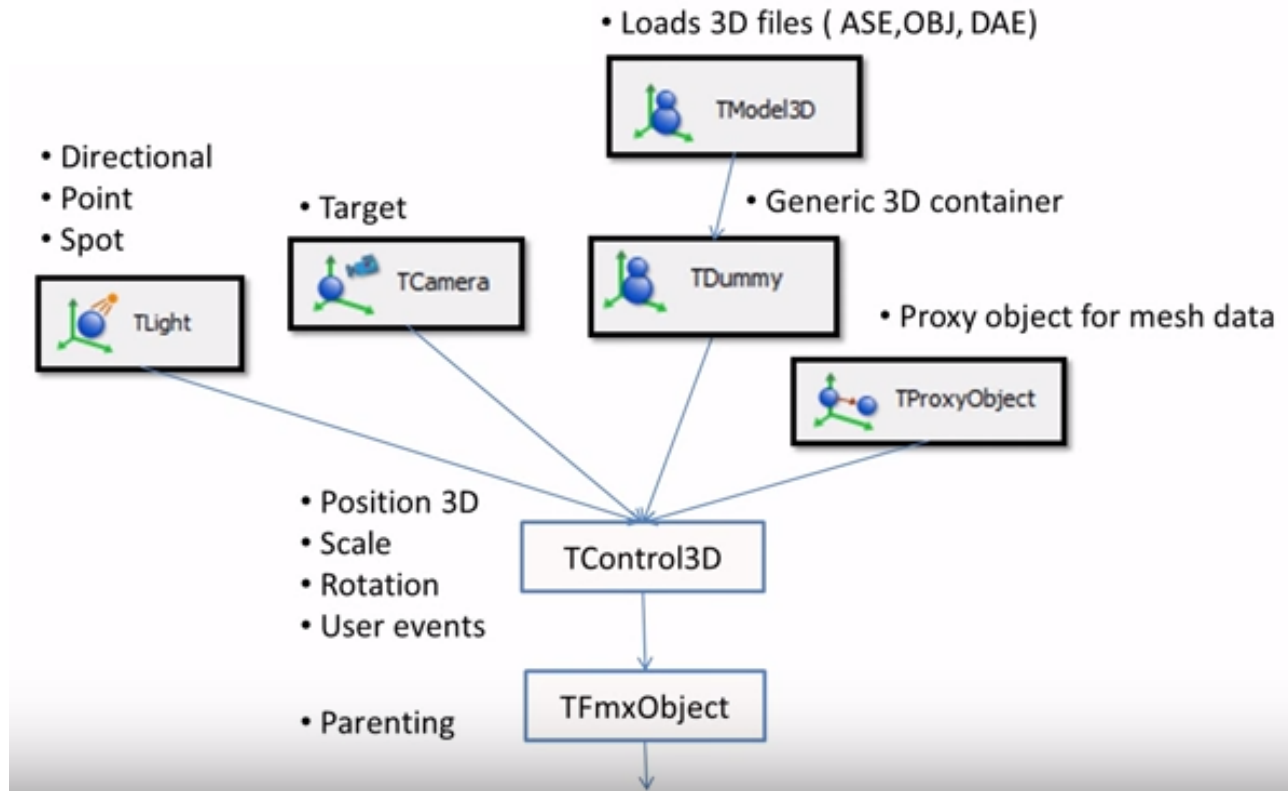 • Loads 3D files ( ASE,OBJ, DAE)
TModel3D
• Directional
• Point
• Spot
• Target
• Generic 3D container
TLight
TCamera
TDummy
• Proxy object for mesh data
TProxyObject
• Position 3D
• Scale
• Rotation
• User events
TControl3D
• Parenting
TFmxObject